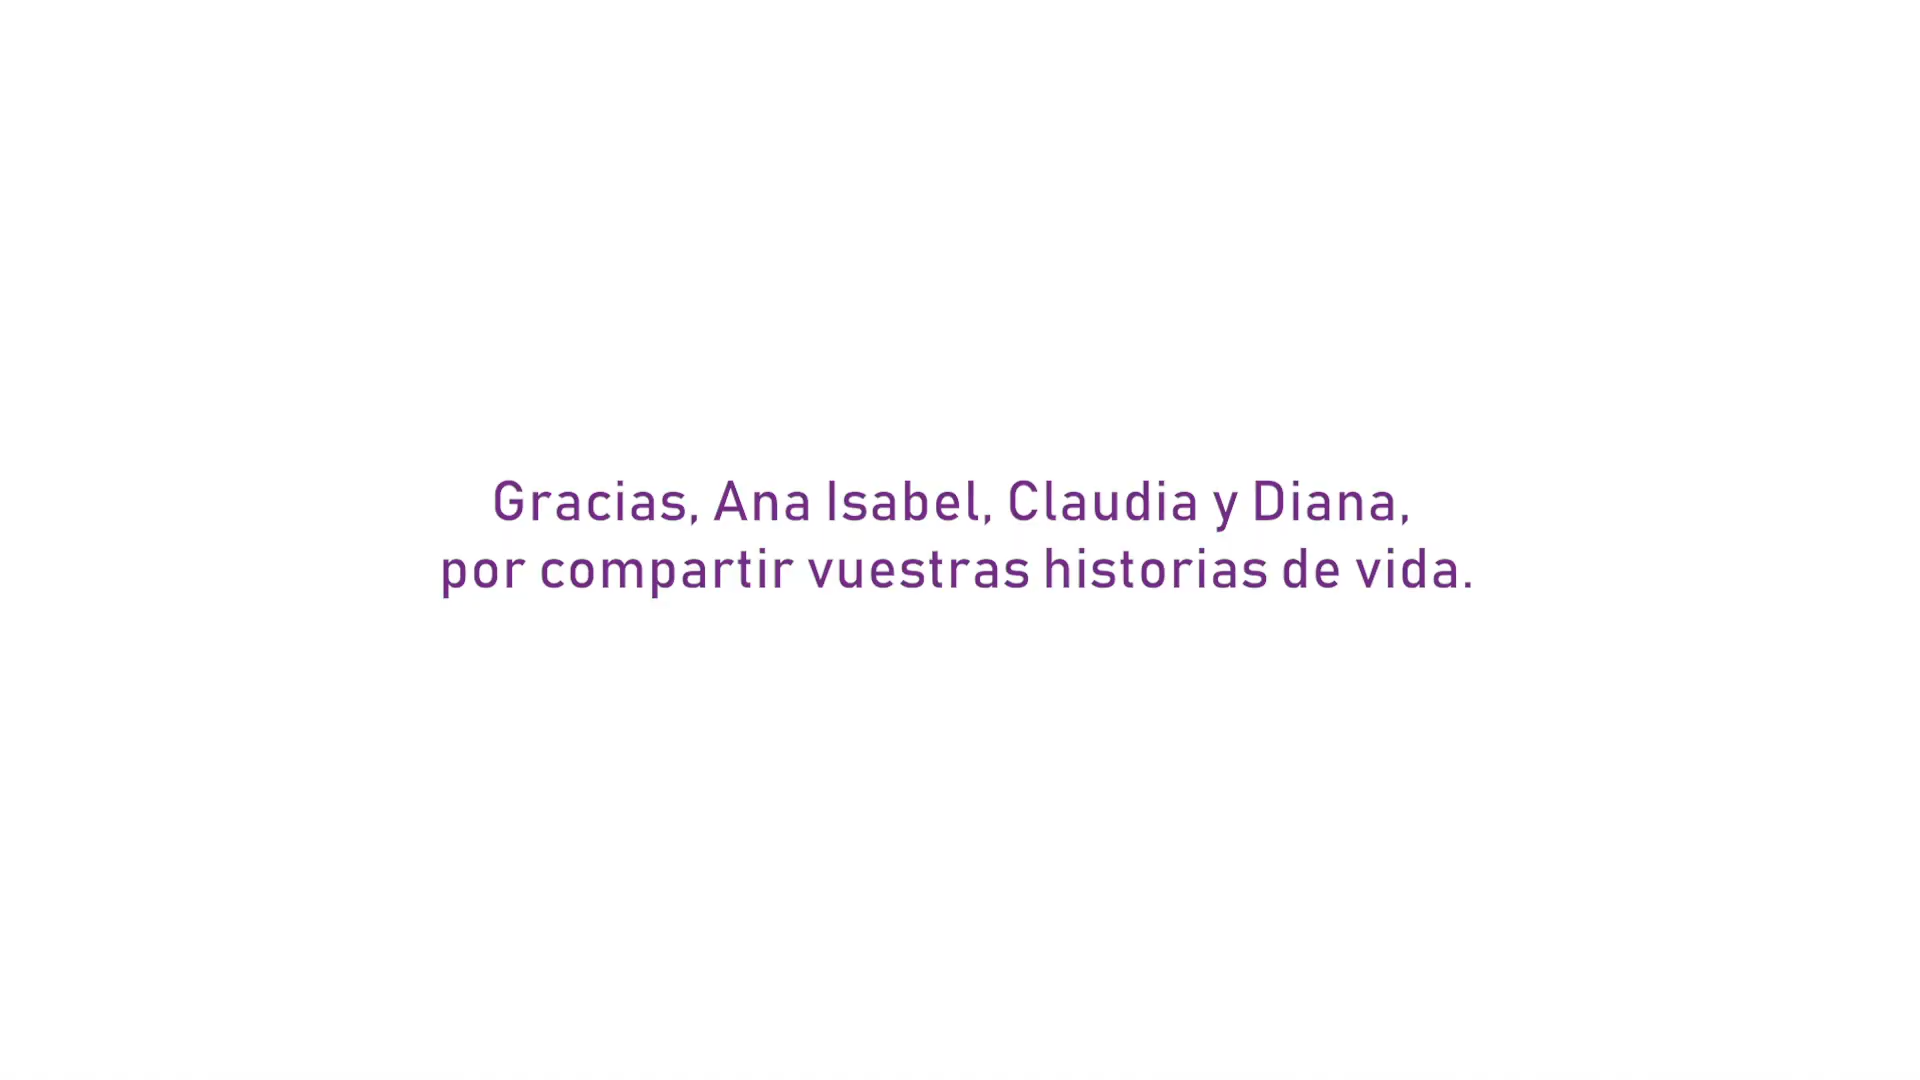 Gracias, Ana Isabel, Claudia y Diana,
por compartir vuestras historias de vida.